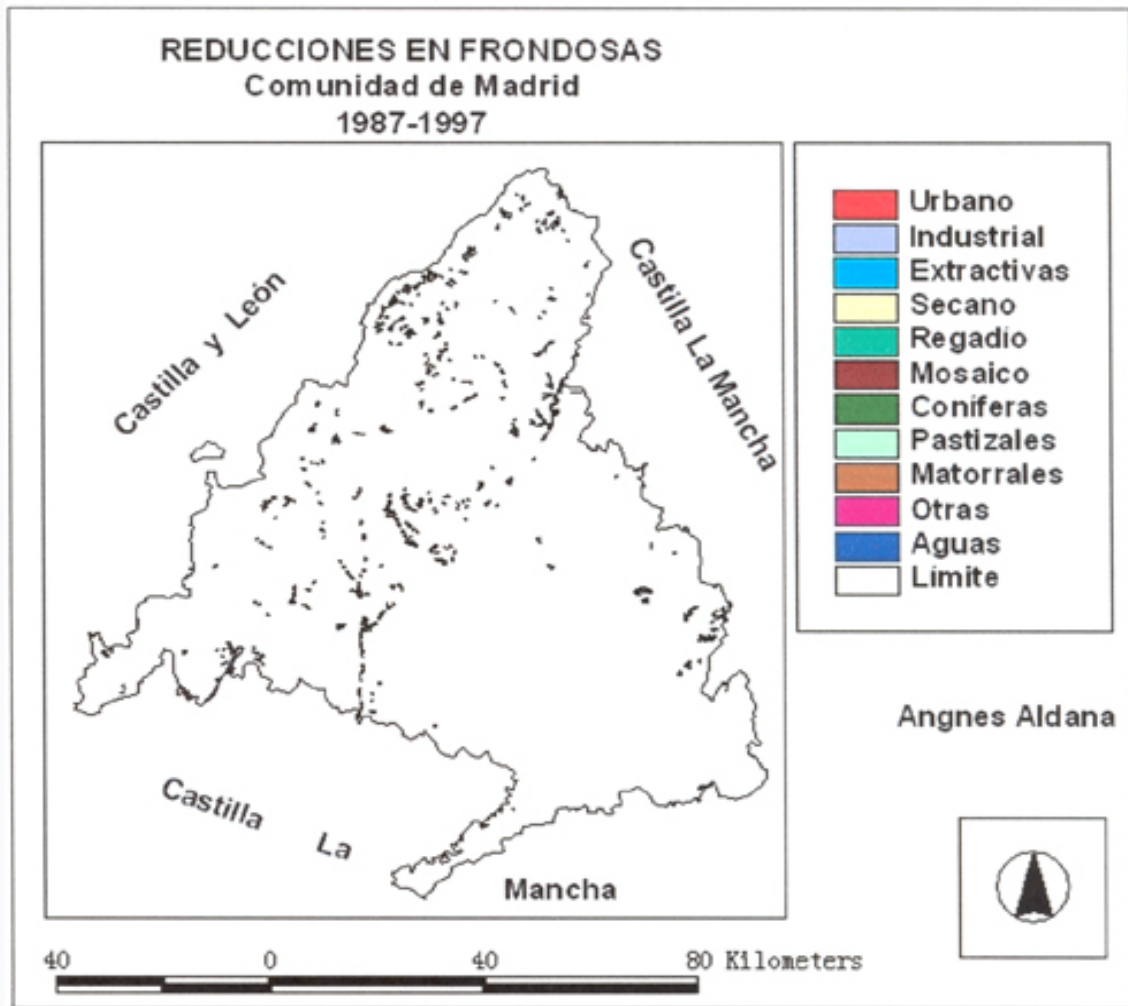 REDUCCIONES EN FRONDOSAS
Comunidad de Madrid
1987-1997
Castilla y León
Castilla La Mancha
Castilla La
Mancha
Urbano
Industrial
Extractivas
Secano
Regadío
Mosaico
Coníferas
Pastizales
Matorrales
Otras
Aguas
Límite
Angnes Aldana
40 0 40 80 Kilometers